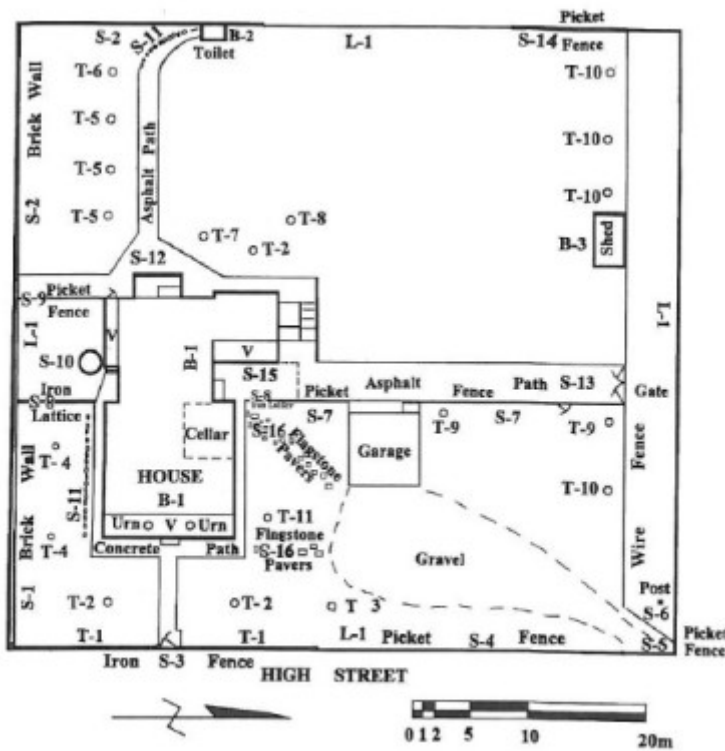 Picket
S-2 S-11 B-2 L-1 S-14 Fence
Toilet
T-6 T-10
Wall
T-5 T-10
Brick
Asphalt Path
T-5
T-10
S-2 T-5 T-8
T-7 T-2 B-3 Shed
S-12
S-9 Picket
Fence
L-1 V B-1 L-1
S-10 V
S-15
Iron Picket Asphalt Fence Path S-13 Gate
S-8 S-8
Lattice Iron Lattice S-7 S-7
S-16 T-9 T-9
Cellar Flagstone Garage
T-4 Pavers Fence
Wall HOUSE
S-11 B-1 T-10
Urn V Urn T-11
T-4 Flagstone
Brick Concrete Path S-16 Gravel Wire
Pavers
Post
S-1 T-2 T-2 T 3 S-6
T-1 T-1 L-1 Picket S-4 Fence S-5 Picket
Iron S-3 Fence Fence
HIGH STREET
0 1 2 5 10 20m